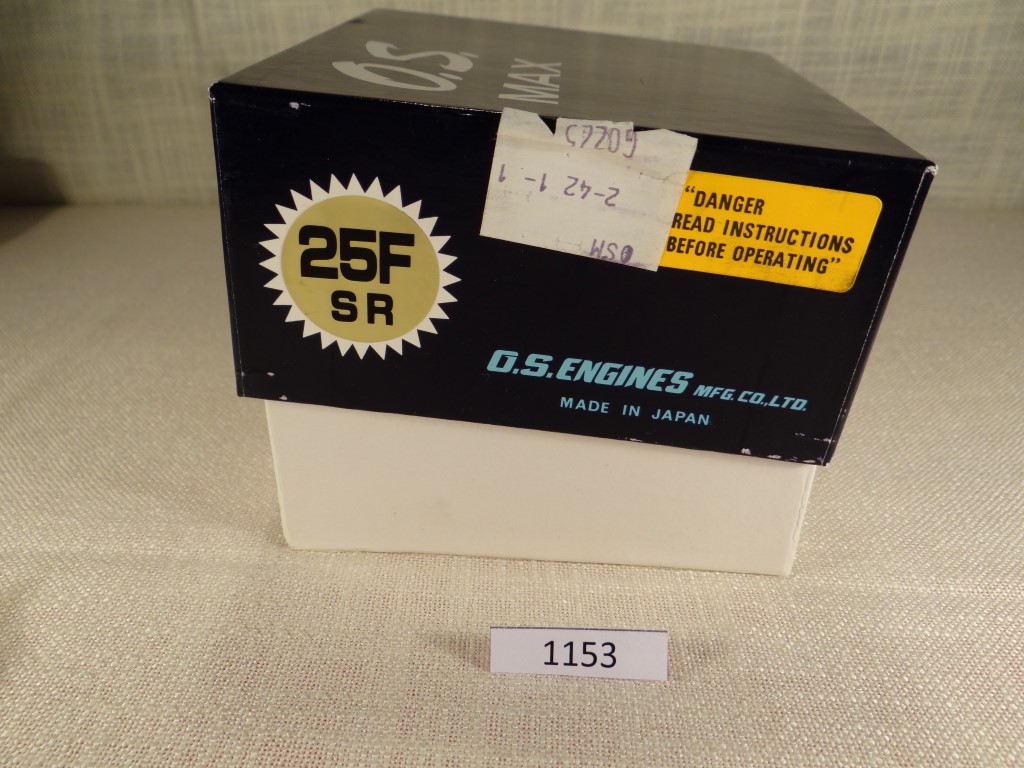 O.S.
MAX
60225
2-42 1-1
OSM
"DANGER
READ INSTRUCTIONS
BEFORE OPERATING"
25F
SR
O.S. ENGINES MFG. CO., LTD.
MADE IN JAPAN
1153